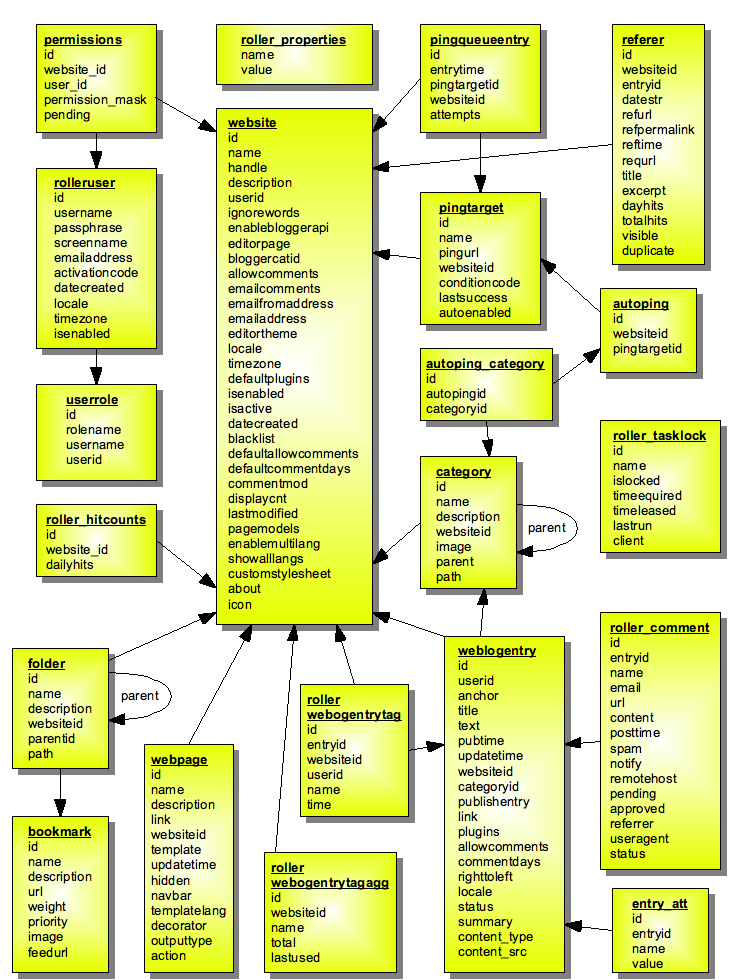 permissions
id
website_id
user_id
permission_mask
pending
roller_properties
name
value
pingqueueentry
id
entrytime
pingtargetid
websiteid
attempts
referer
id
websiteid
entryid
datestr
refurl
refpermalink
reftime
requrl
title
excerpt
dayhits
totalhits
visible
duplicate
website
id
name
handle
description
userid
ignorewords
enablebloggerapi
editorpage
bloggercatid
allowcomments
emailcomments
emailfromaddress
emailaddress
editortheme
locale
timezone
defaultplugins
isenabled
isactive
datecreated
blacklist
defaultallowcomments
defaultcommentdays
commentmod
displaycnt
lastmodified
pagemodels
enablemultilang
showalllangs
customstylesheet
about
icon
rolleruser
id
username
passphrase
screenname
emailaddress
activationcode
datecreated
locale
timezone
isenabled
pingtarget
id
name
pingurl
websiteid
conditioncode
lastsuccess
autoenabled
autoping
id
websiteid
pingtargetid
autoping_category
id
autopingid
categoryid
userrole
id
rolename
username
userid
roller_tasklock
id
name
islocked
timeequired
timeleased
lastrun
client
category
id
name
description
websiteid
image
parent
path
parent
roller_hitcounts
id
website_id
dailyhits
folder
id
name
description
websiteid
parentid
path
parent
webpage
id
name
description
link
websiteid
template
updatetime
hidden
navbar
templatelang
decorator
outputtype
action
roller
webogentrytag
id
entryid
websiteid
userid
name
time
weblogentry
id
userid
anchor
title
text
pubtime
updatetime
websiteid
categoryid
publishentry
link
plugins
allowcomments
commentdays
righttoleft
locale
status
summary
content_type
content_src
roller_comment
id
entryid
name
email
url
content
posttime
spam
notify
remotehost
pending
approved
referrer
useragent
status
bookmark
id
name
description
url
weight
priority
image
feedurl
roller
webogentrytagagg
id
websiteid
name
total
lastused
entry_att
id
entryid
name
value